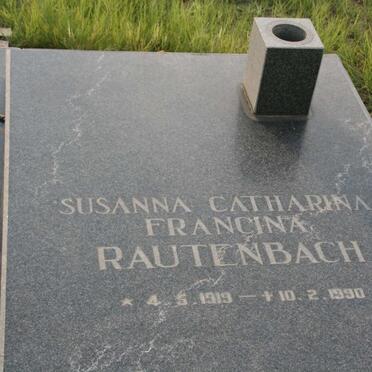 SUSANNA CATHARINA
FRANCINA
RAUTENBACH
* 4. 5. 1919 — † 10. 2. 1990